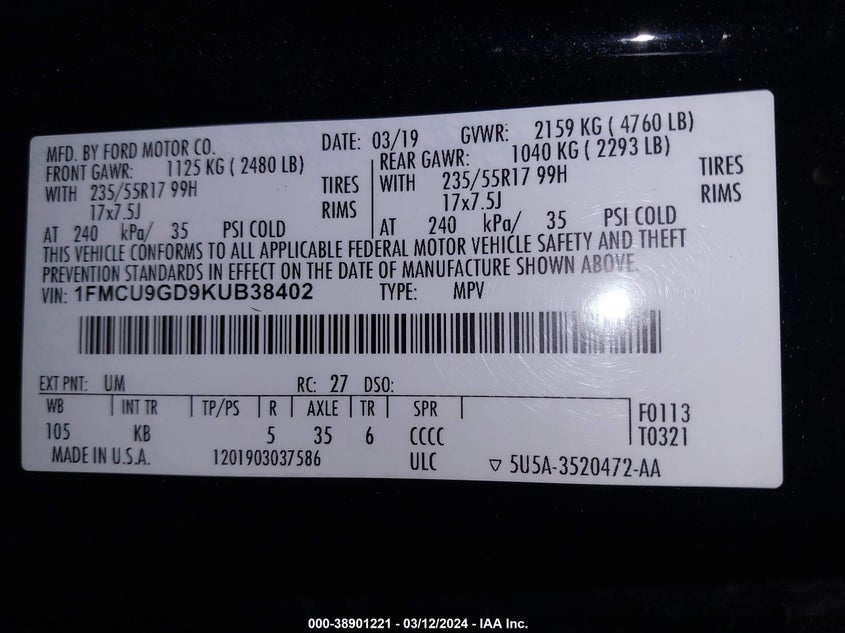 MFD. BY FORD MOTOR CO. DATE: 03/19 GVWR: 2159 KG ( 4760 LB)
FRONT GAWR: 1125 KG ( 2480 LB) REAR GAWR: 1040 KG ( 2293 LB)
WITH 235/55R17 99H TIRES WITH 235/55R17 99H TIRES
17x7.5J RIMS 17x7.5J RIMS
AT 240 kPa/ 35 PSI COLD AT 240 kPa/ 35 PSI COLD
THIS VEHICLE CONFORMS TO ALL APPLICABLE FEDERAL MOTOR VEHICLE SAFETY AND THEFT
PREVENTION STANDARDS IN EFFECT ON THE DATE OF MANUFACTURE SHOWN ABOVE.
VIN: 1FMCU9GD9KUB38402 TYPE: MPV
EXT PNT: UM RC: 27 DSO:
WB INT TR TP/PS R AXLE TR SPR F0113
105 KB 5 35 6 CCCC T0321
MADE IN U.S.A. 1201903037586 ULC ▽ 5U5A-3520472-AA
000-38901221 - 03/12/2024 - IAA Inc.